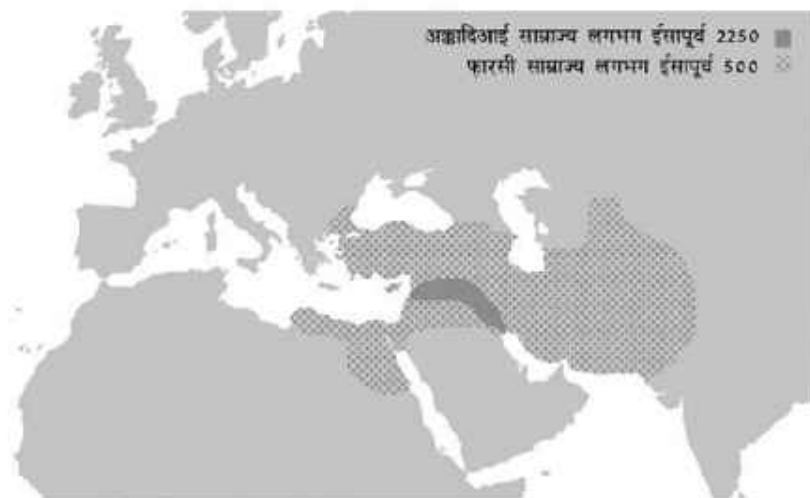 अक्कादिआई साम्राज्य लगभग ईसापूर्व 2250
फ़ारसी साम्राज्य लगभग ईसापूर्व 500